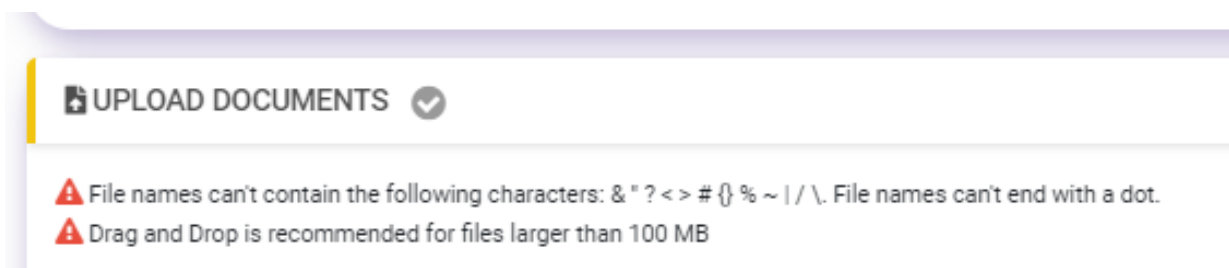 UPLOAD DOCUMENTS
File names can't contain the following characters: & " ? < > # {} % ~ | / \. File names can't end with a dot.
Drag and Drop is recommended for files larger than 100 MB